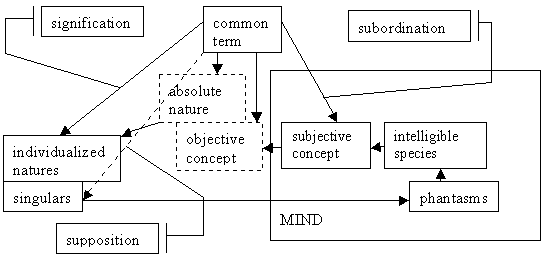 signification
common
term
subordination
absolute
nature
objective
concept
subjective
concept
intelligible
species
individualized
natures
singulars
phantasms
MIND
supposition